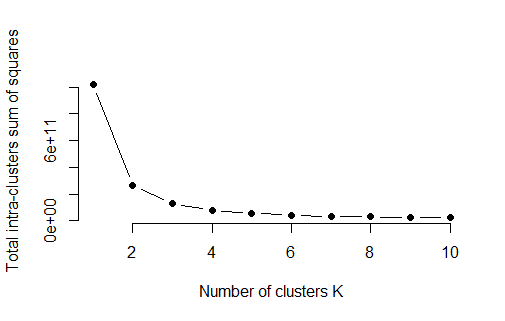 Total intra-clusters sum of squares
6e+11
0e+00
2 4 6 8 10
Number of clusters K